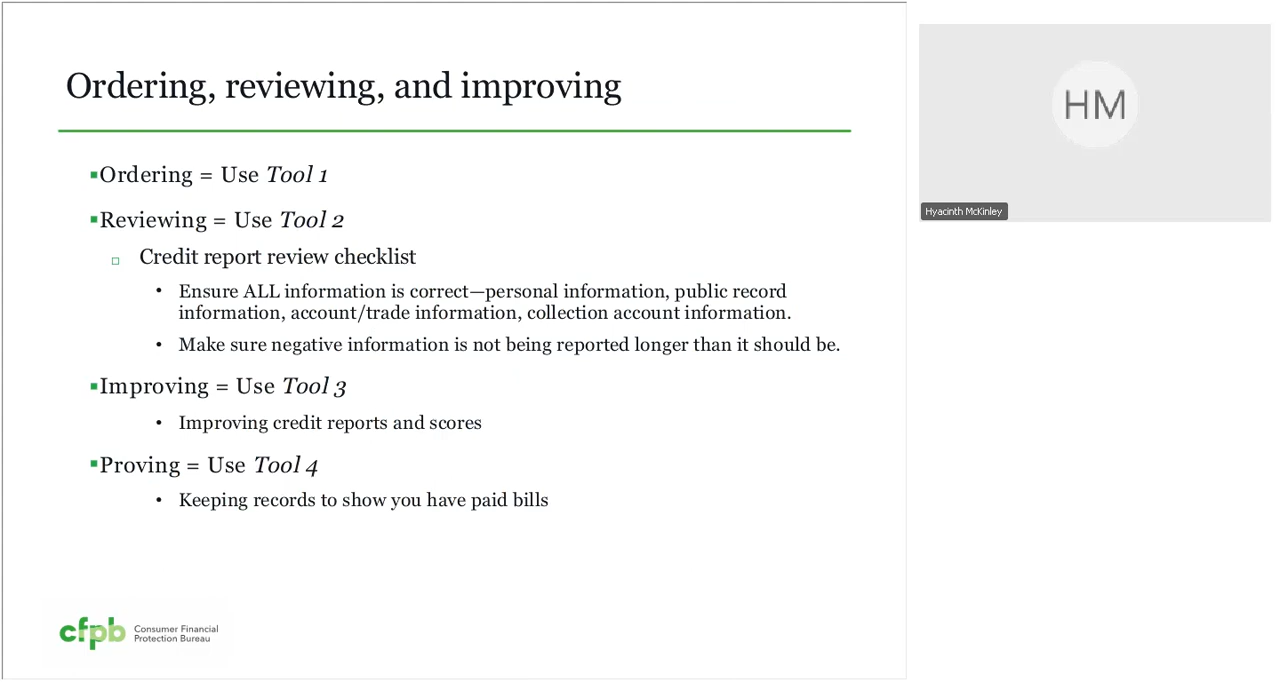 Ordering, reviewing, and improving
Ordering = Use Tool 1
Reviewing = Use Tool 2
Credit report review checklist
Ensure ALL information is correct—personal information, public record
information, account/trade information, collection account information.
Make sure negative information is not being reported longer than it should be.
Improving = Use Tool 3
Improving credit reports and scores
Proving = Use Tool 4
Keeping records to show you have paid bills
cfpb
Consumer Financial
Protection Bureau
HM
Hyacinth McKinley